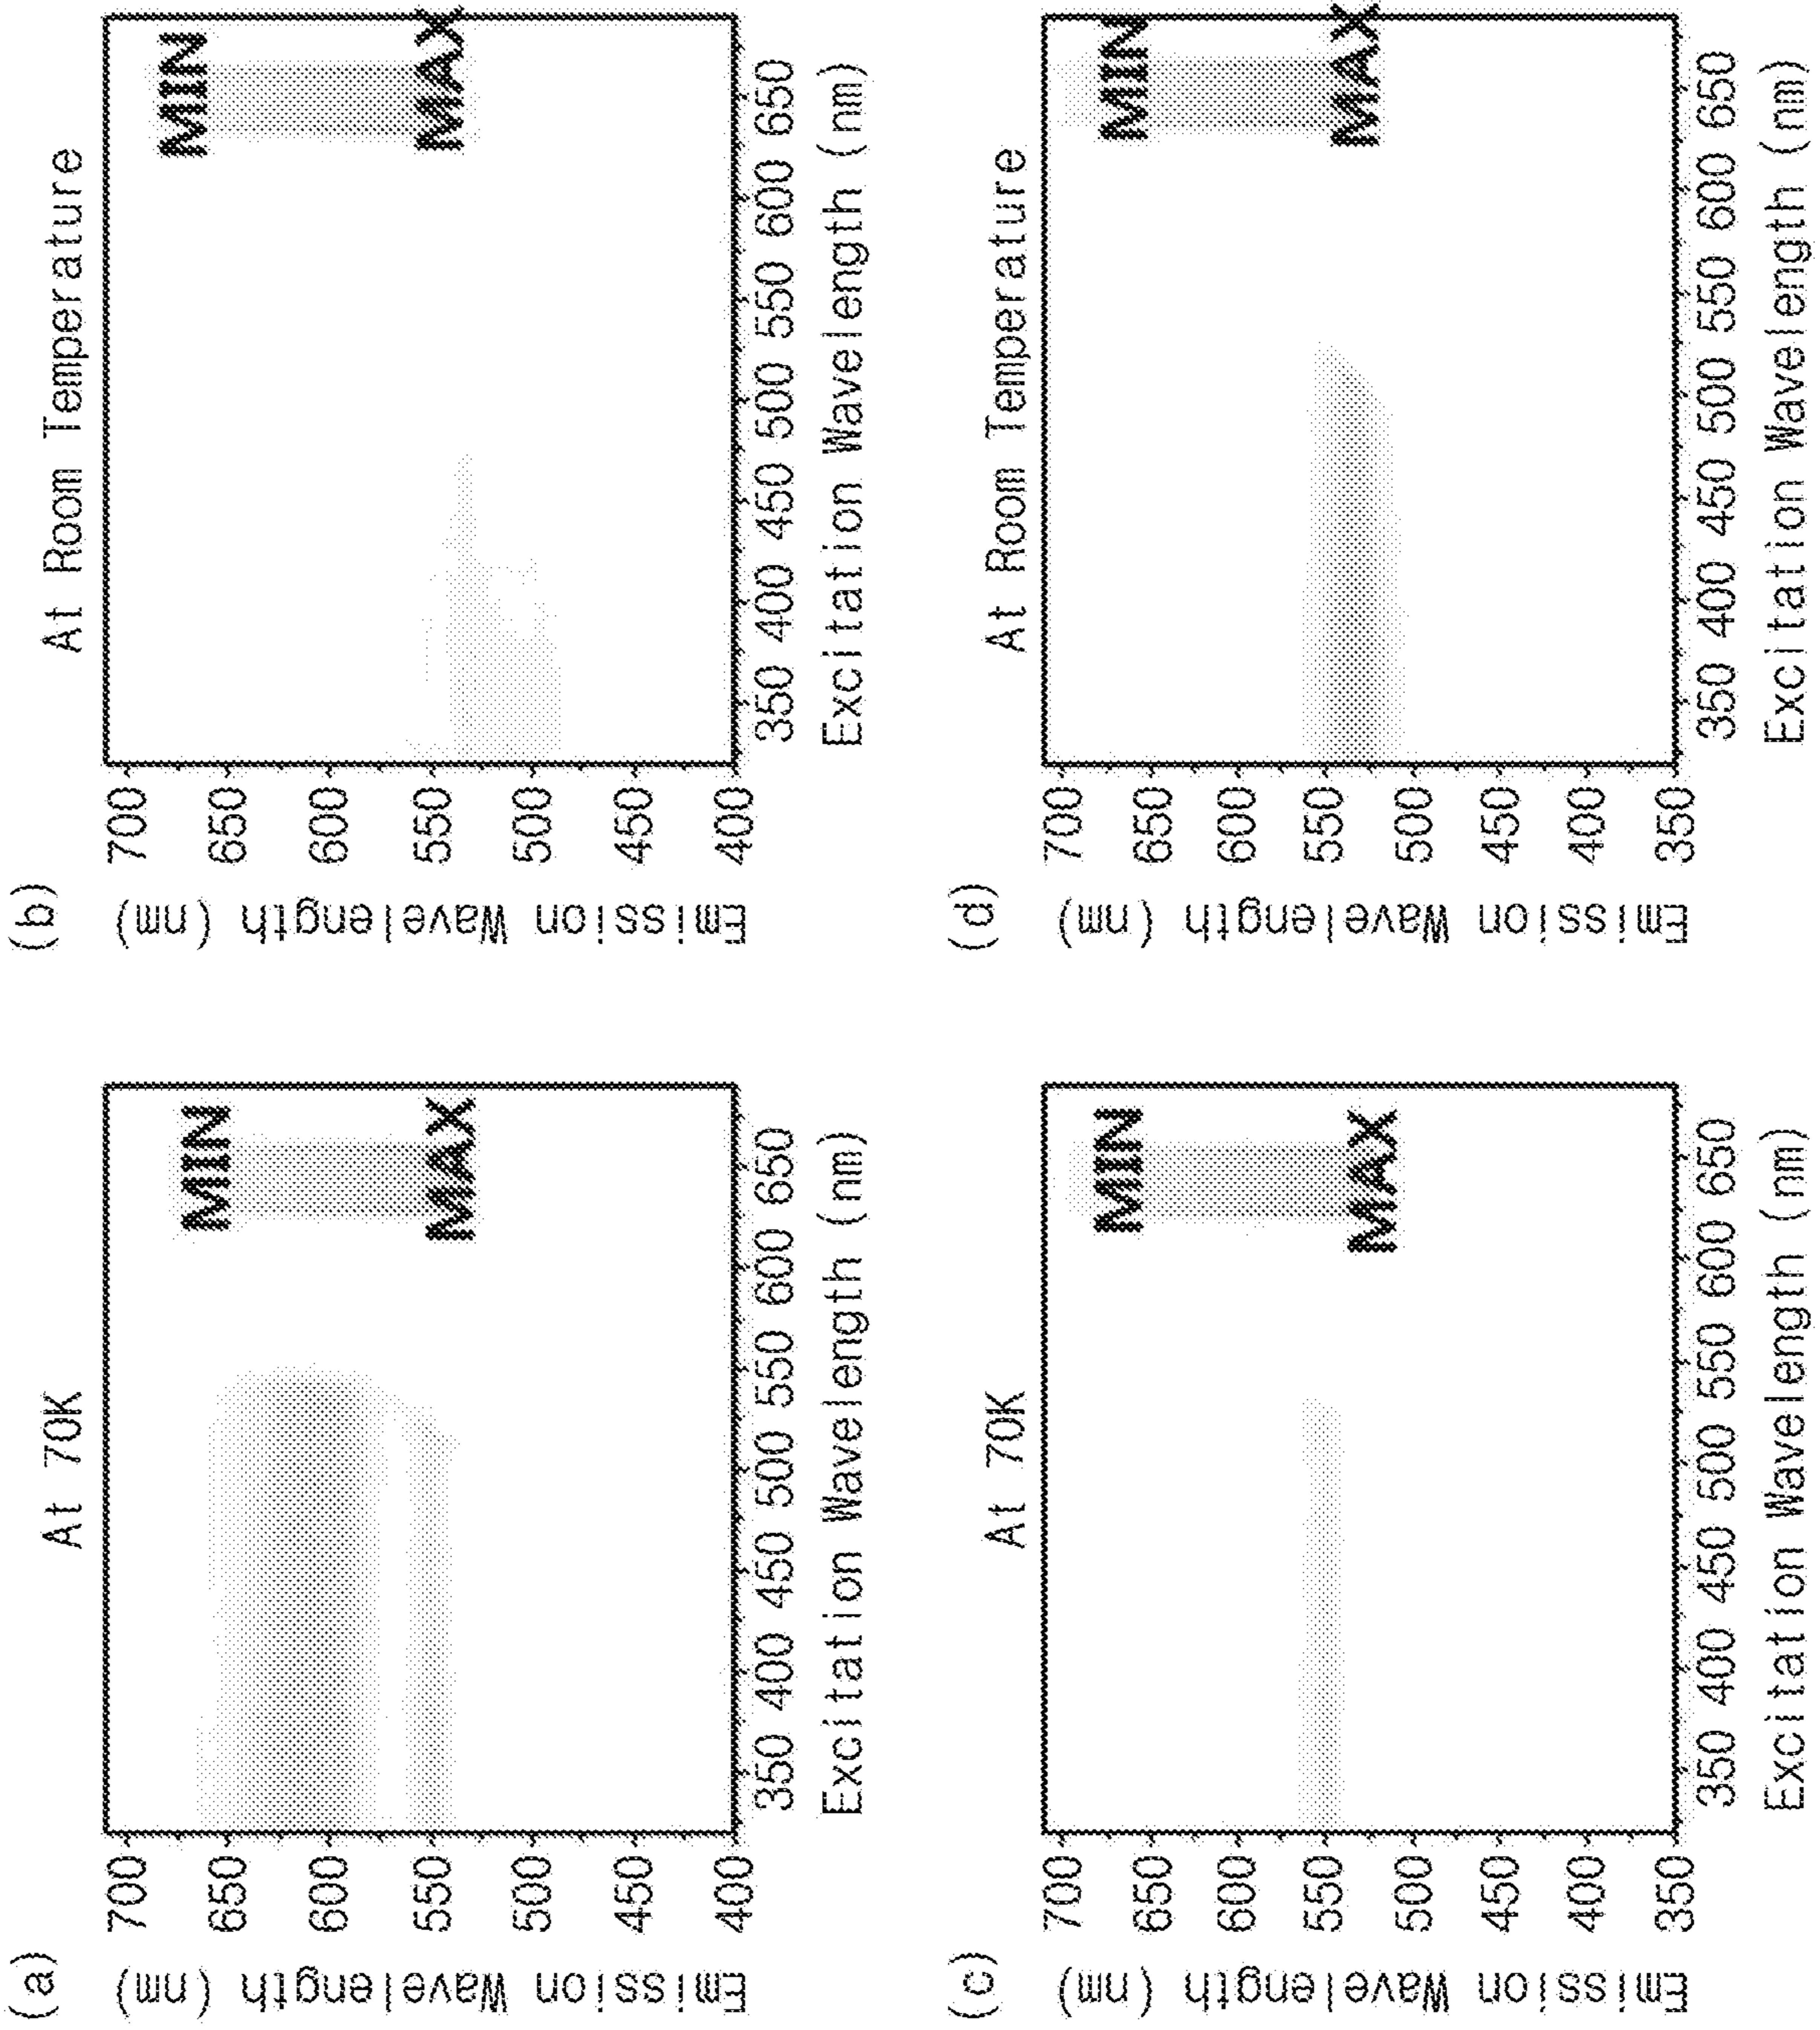 (a)
At 70K
Emission Wavelength (nm)
700
650
600
550
500
450
400
MIN
MAX
350 400 450 500 550 600 650
Excitation Wavelength (nm)
(b)
At Room Temperature
Emission Wavelength (nm)
700
650
600
550
500
450
400
MIN
MAX
350 400 450 500 550 600 650
Excitation Wavelength (nm)
(c)
At 70K
Emission Wavelength (nm)
700
650
600
550
500
450
400
350
MIN
MAX
350 400 450 500 550 600 650
Excitation Wavelength (nm)
(d)
At Room Temperature
Emission Wavelength (nm)
700
650
600
550
500
450
400
350
MIN
MAX
350 400 450 500 550 600 650
Excitation Wavelength (nm)